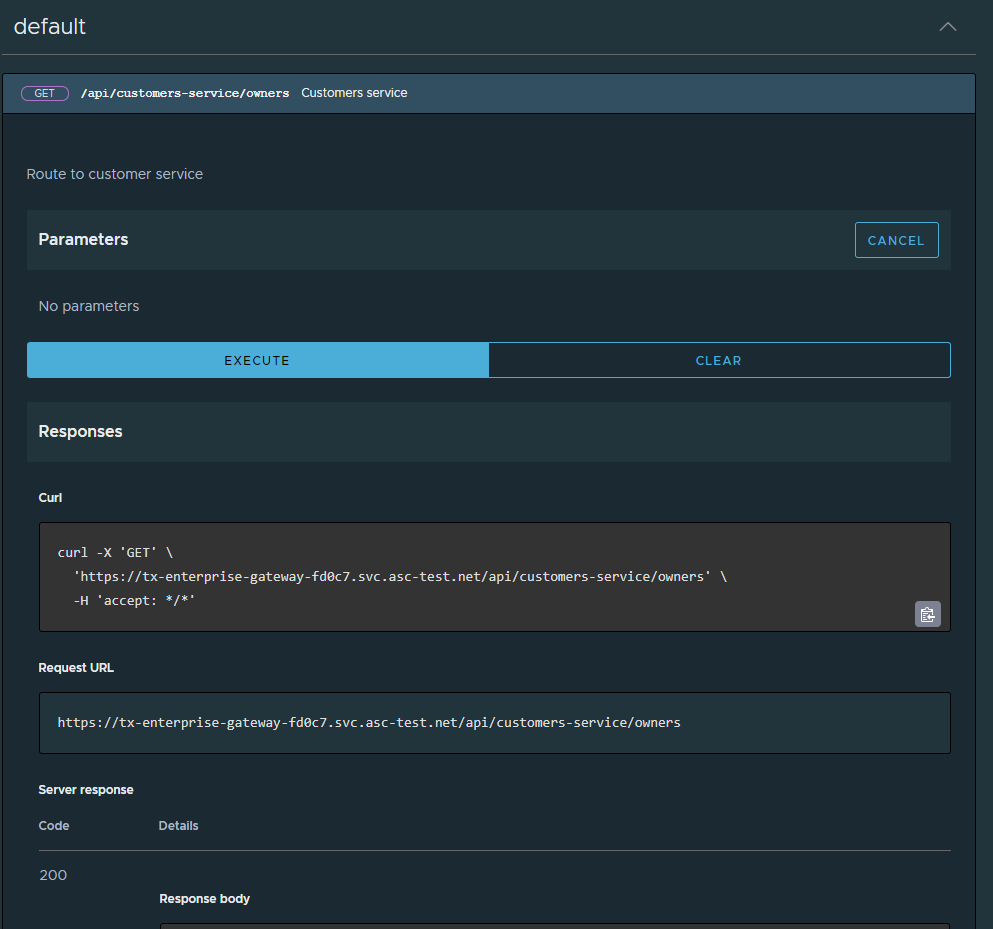 default
GET /api/customers-service/owners Customers service
Route to customer service
Parameters
CANCEL
No parameters
EXECUTE
CLEAR
Responses
Curl
curl -X 'GET' \
'https://tx-enterprise-gateway-fd0c7.svc.asc-test.net/api/customers-service/owners' \
-H 'accept: */*'
Request URL
https://tx-enterprise-gateway-fd0c7.svc.asc-test.net/api/customers-service/owners
Server response
Code Details
200
Response body